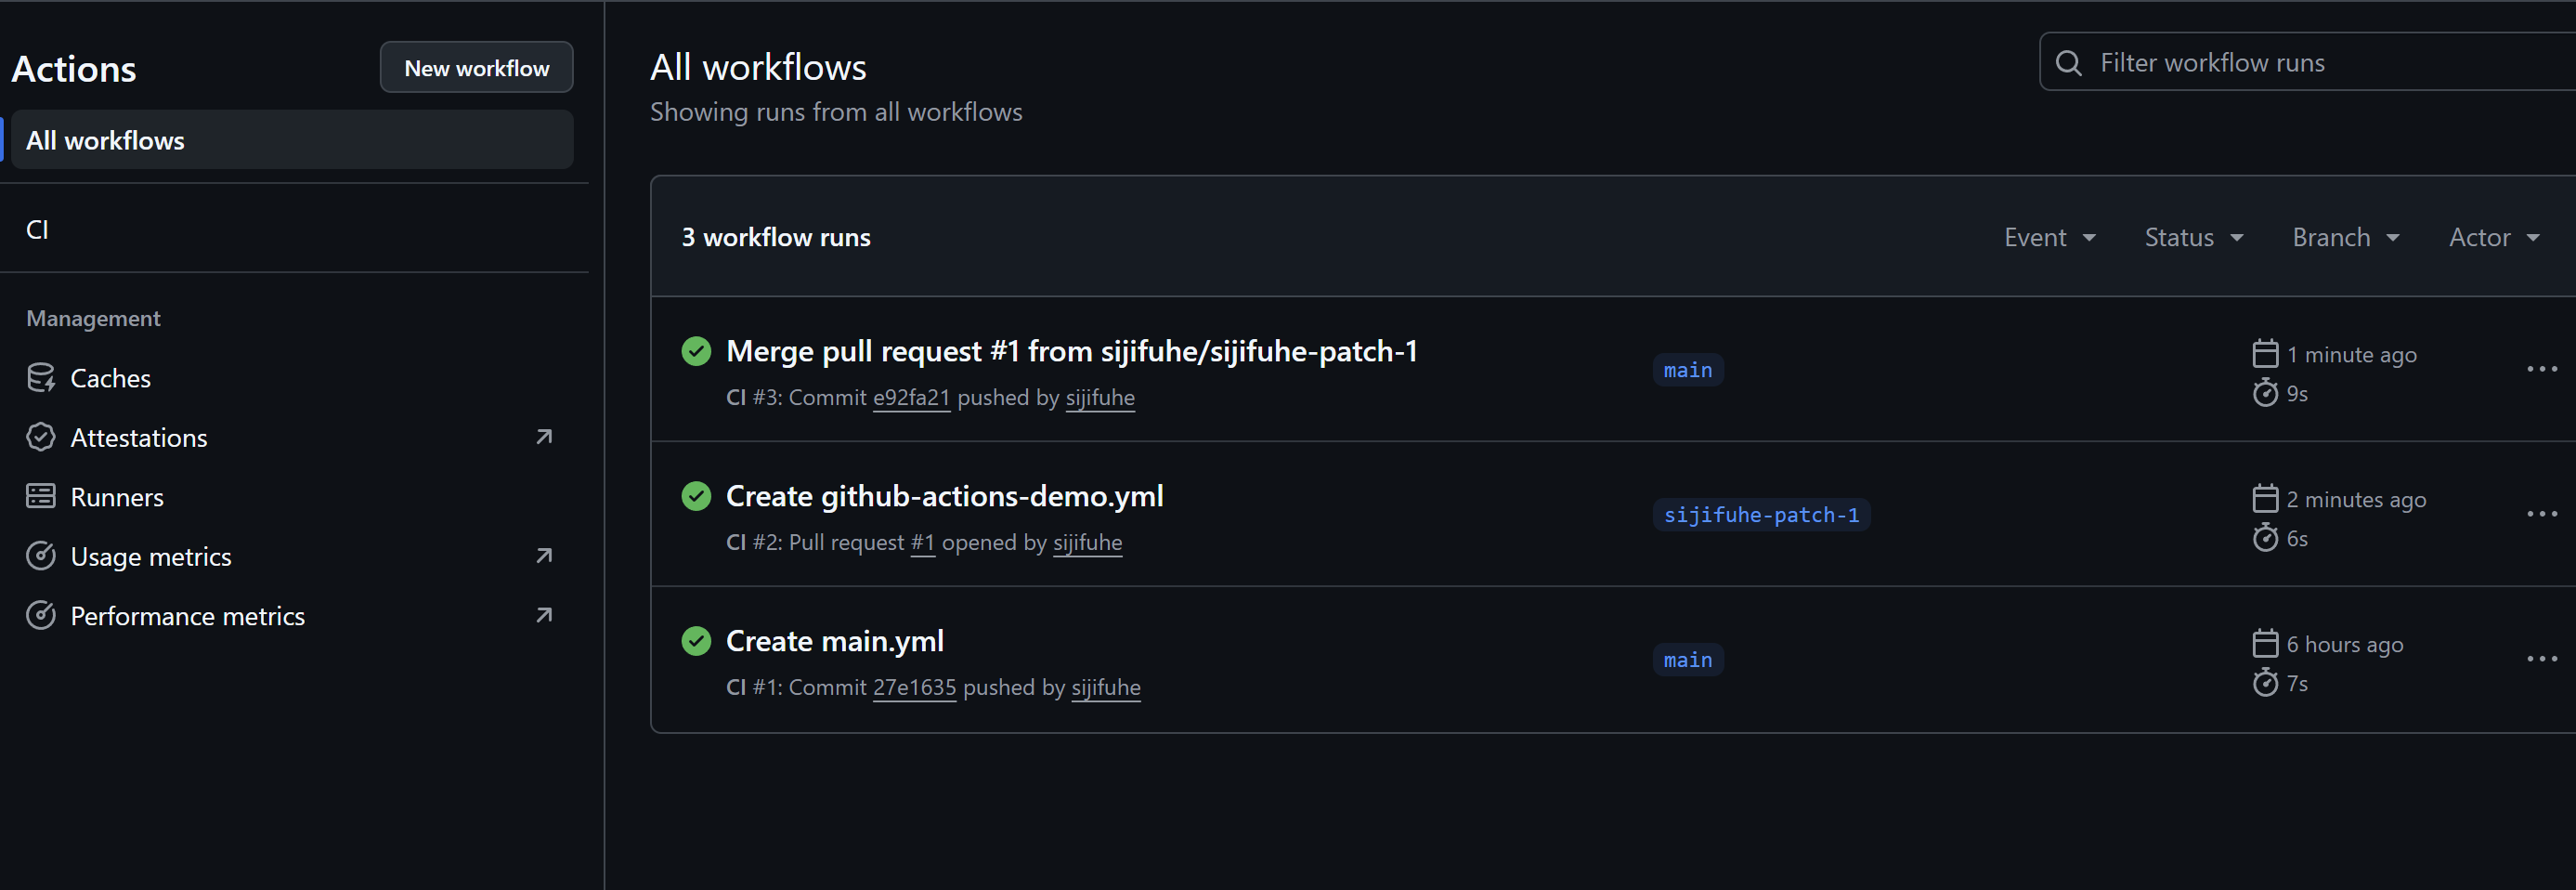 Actions
New workflow
All workflows
CI
Management
Caches
Attestations
Runners
Usage metrics
Performance metrics
All workflows
Showing runs from all workflows
Filter workflow runs
3 workflow runs
Event
Status
Branch
Actor
Merge pull request #1 from sijifuhe/sijifuhe-patch-1
CI #3: Commit e92fa21 pushed by sijifuhe
main
1 minute ago
9s
Create github-actions-demo.yml
CI #2: Pull request #1 opened by sijifuhe
sijifuhe-patch-1
2 minutes ago
6s
Create main.yml
CI #1: Commit 27e1635 pushed by sijifuhe
main
6 hours ago
7s